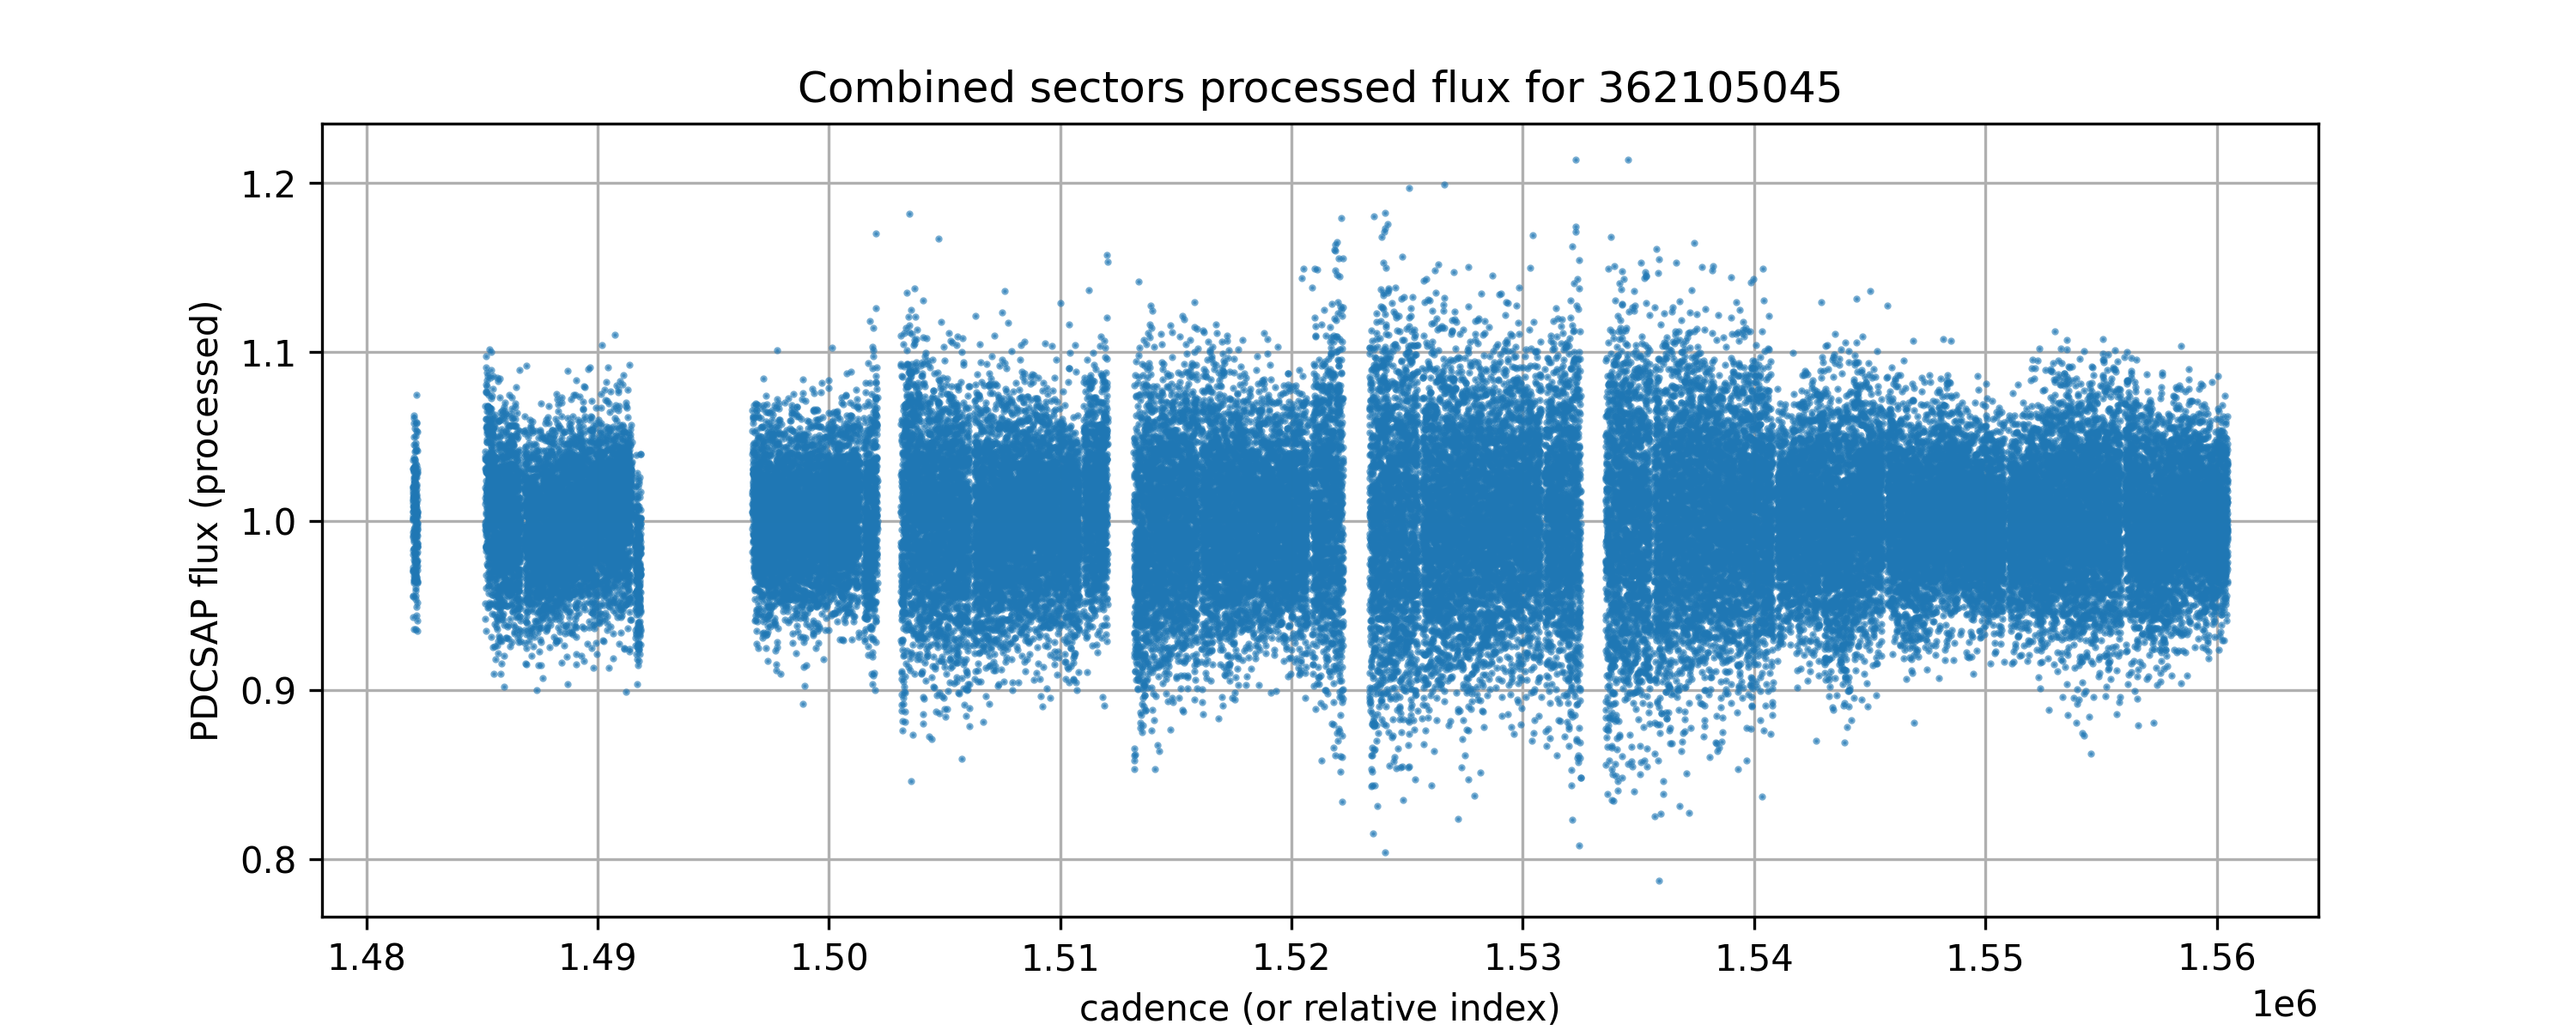 Combined sectors processed flux for 362105045
PDCSAP flux (processed)
1.2
1.1
1.0
0.9
0.8
1.48 1.49 1.50 1.51 1.52 1.53 1.54 1.55 1.56
1e6
cadence (or relative index)